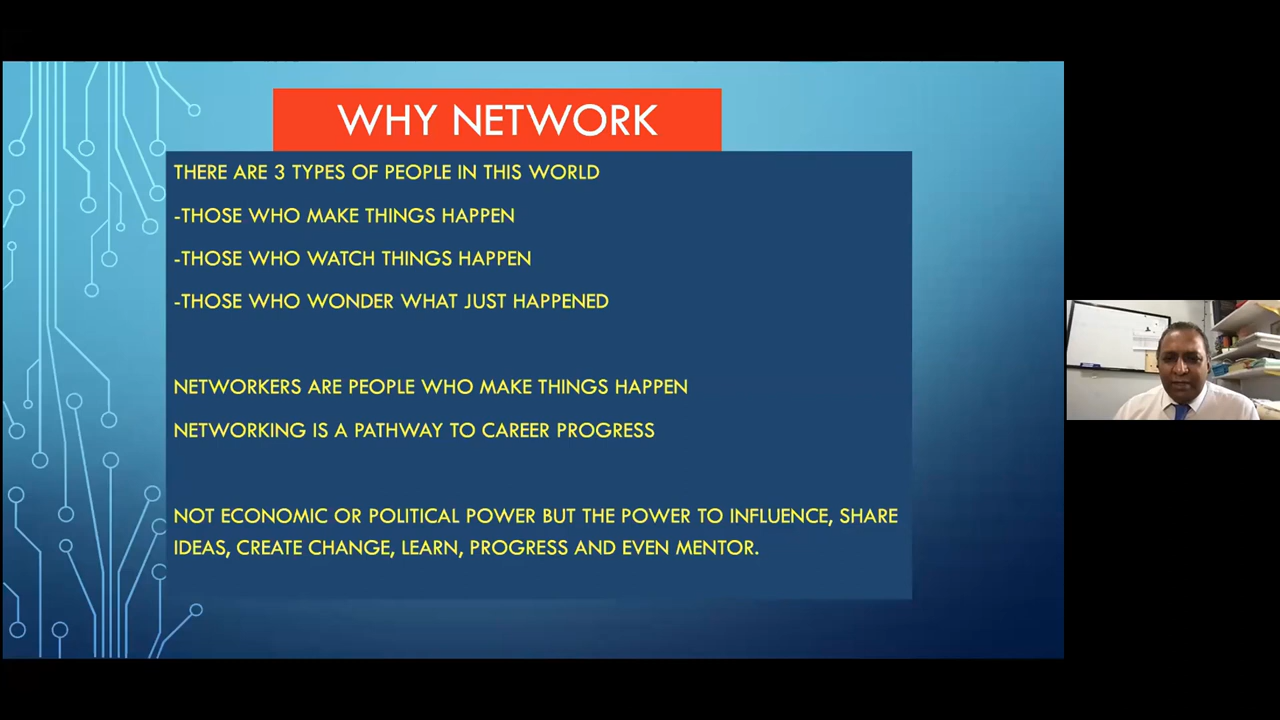 WHY NETWORK
THERE ARE 3 TYPES OF PEOPLE IN THIS WORLD
-THOSE WHO MAKE THINGS HAPPEN
-THOSE WHO WATCH THINGS HAPPEN
-THOSE WHO WONDER WHAT JUST HAPPENED
NETWORKERS ARE PEOPLE WHO MAKE THINGS HAPPEN
NETWORKING IS A PATHWAY TO CAREER PROGRESS
NOT ECONOMIC OR POLITICAL POWER BUT THE POWER TO INFLUENCE, SHARE
IDEAS, CREATE CHANGE, LEARN, PROGRESS AND EVEN MENTOR.